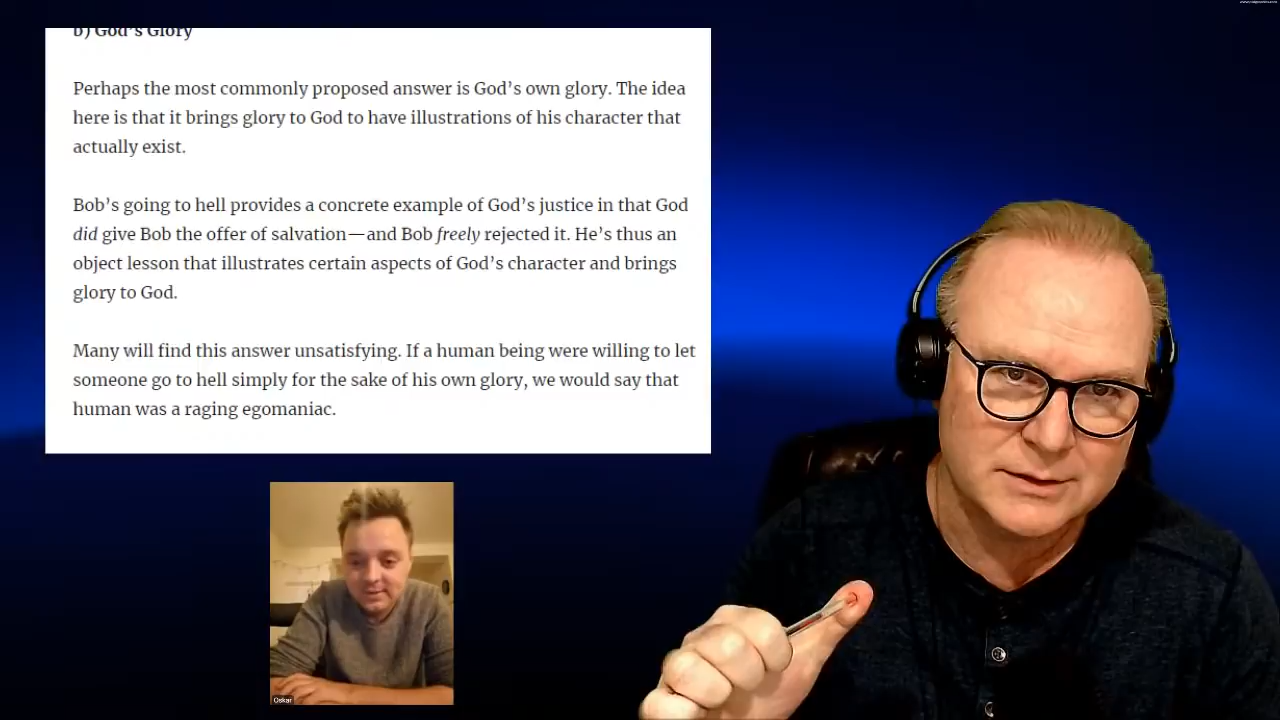 b) God's Glory
Perhaps the most commonly proposed answer is God's own glory. The idea
here is that it brings glory to God to have illustrations of his character that
actually exist.
Bob's going to hell provides a concrete example of God's justice in that God
did give Bob the offer of salvation—and Bob freely rejected it. He's thus an
object lesson that illustrates certain aspects of God's character and brings
glory to God.
Many will find this answer unsatisfying. If a human being were willing to let
someone go to hell simply for the sake of his own glory, we would say that
human was a raging egomaniac.
Oskar